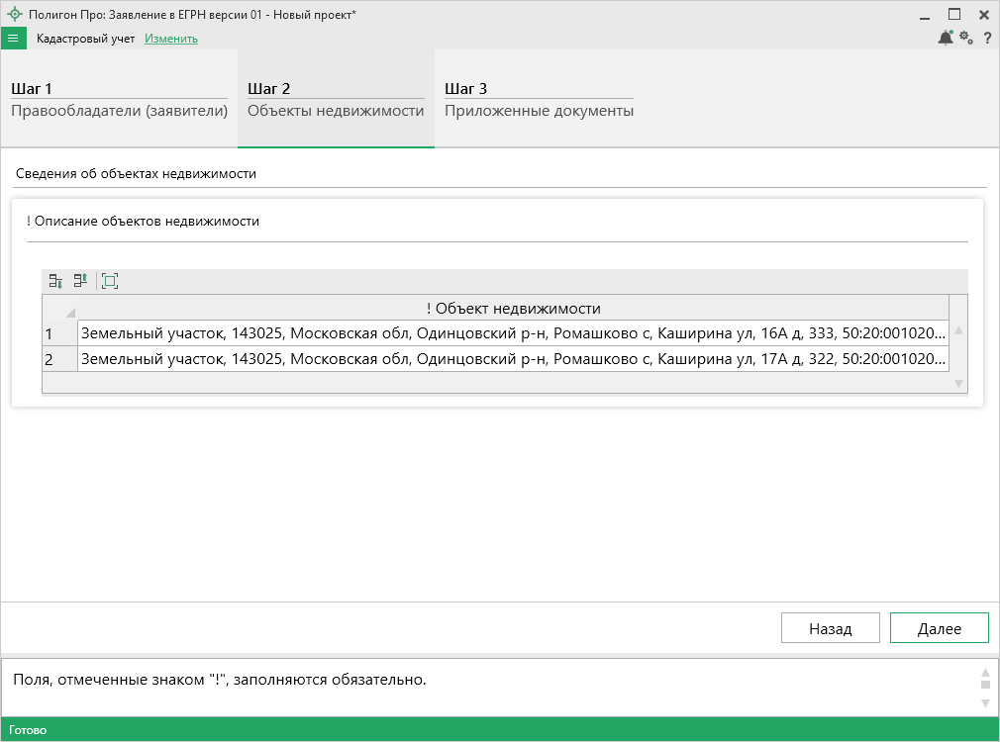 Полигон Про: Заявление в ЕГРН версии 01 - Новый проект*
Кадастровый учет Изменить
?
Шаг 1
Правообладатели (заявители)
Шаг 2
Объекты недвижимости
Шаг 3
Приложенные документы
Сведения об объектах недвижимости
! Описание объектов недвижимости
! Объект недвижимости
1 Земельный участок, 143025, Московская обл, Одинцовский р-н, Ромашково с, Каширина ул, 16А д, 333, 50:20:001020...
2 Земельный участок, 143025, Московская обл, Одинцовский р-н, Ромашково с, Каширина ул, 17А д, 322, 50:20:001020...
Назад Далее
Поля, отмеченные знаком "!", заполняются обязательно.
Готово